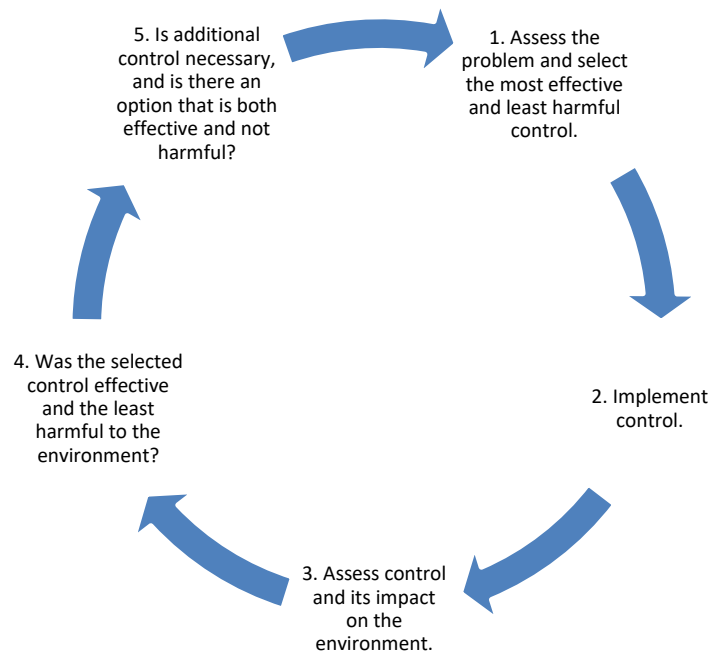 1. Assess the
problem and select
the most effective
and least harmful
control.
2. Implement
control.
3. Assess control
and its impact
on the
environment.
4. Was the selected
control effective
and the least
harmful to the
environment?
5. Is additional
control necessary,
and is there an
option that is both
effective and not
harmful?